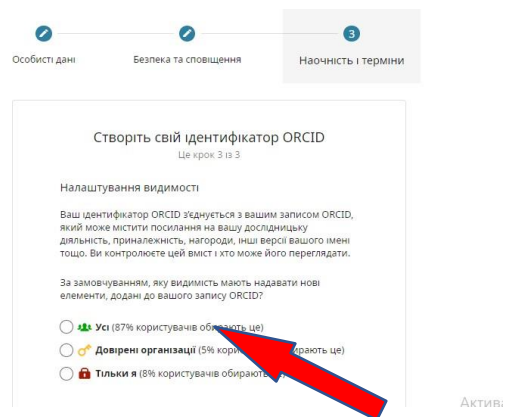 3
Особисті дані
Безпека та сповіщення
Наочність і терміни
Створіть свій ідентифікатор ORCID
Це крок 3 із 3
Налаштування видимості
Ваш ідентифікатор ORCID з'єднується з вашим записом ORCID,
який може містити посилання на вашу дослідницьку
діяльність, приналежність, нагороди, інші версії вашого імені
тощо. Ви контролюєте цей вміст і хто може його переглядати.
За замовчуванням, яку видимість мають надавати нові
елементи, додані до вашого запису ORCID?
Усі (87% користувачів обирають це)
Довірені організації (5% це)
Тільки я (8% користувачів обирають